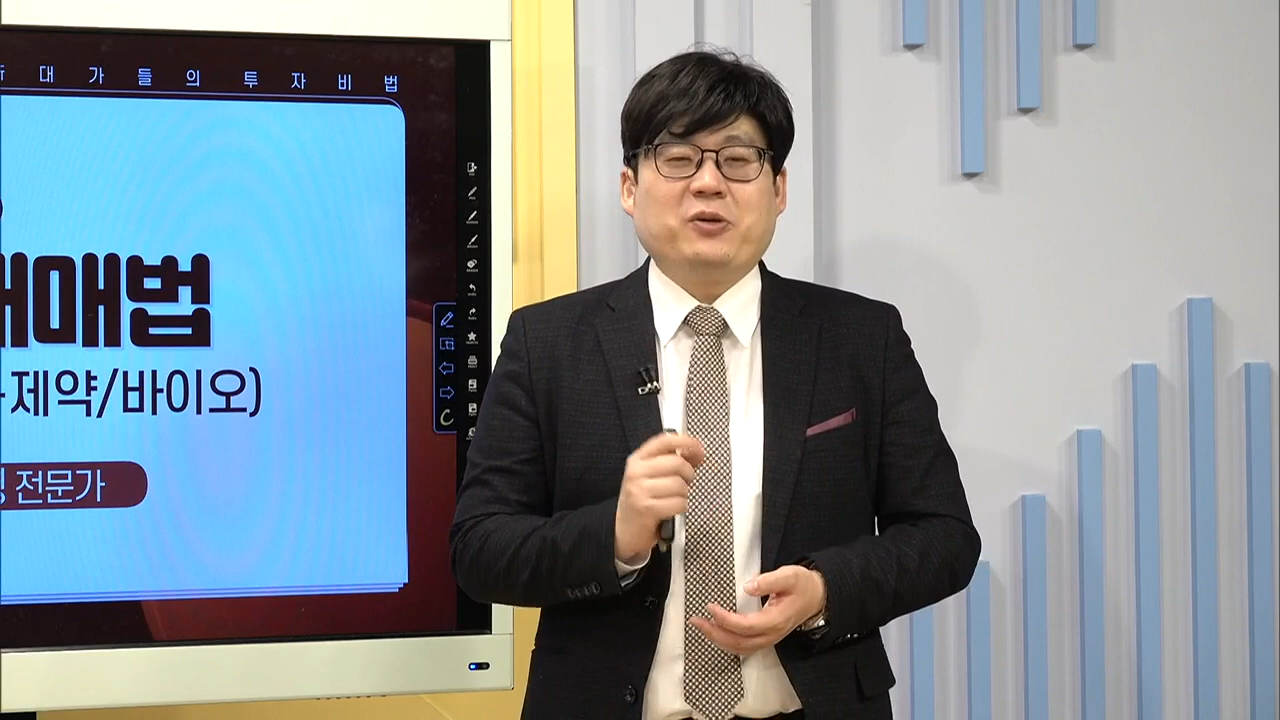 대가들의 투자비법
매매법
제약/바이오)
전문가